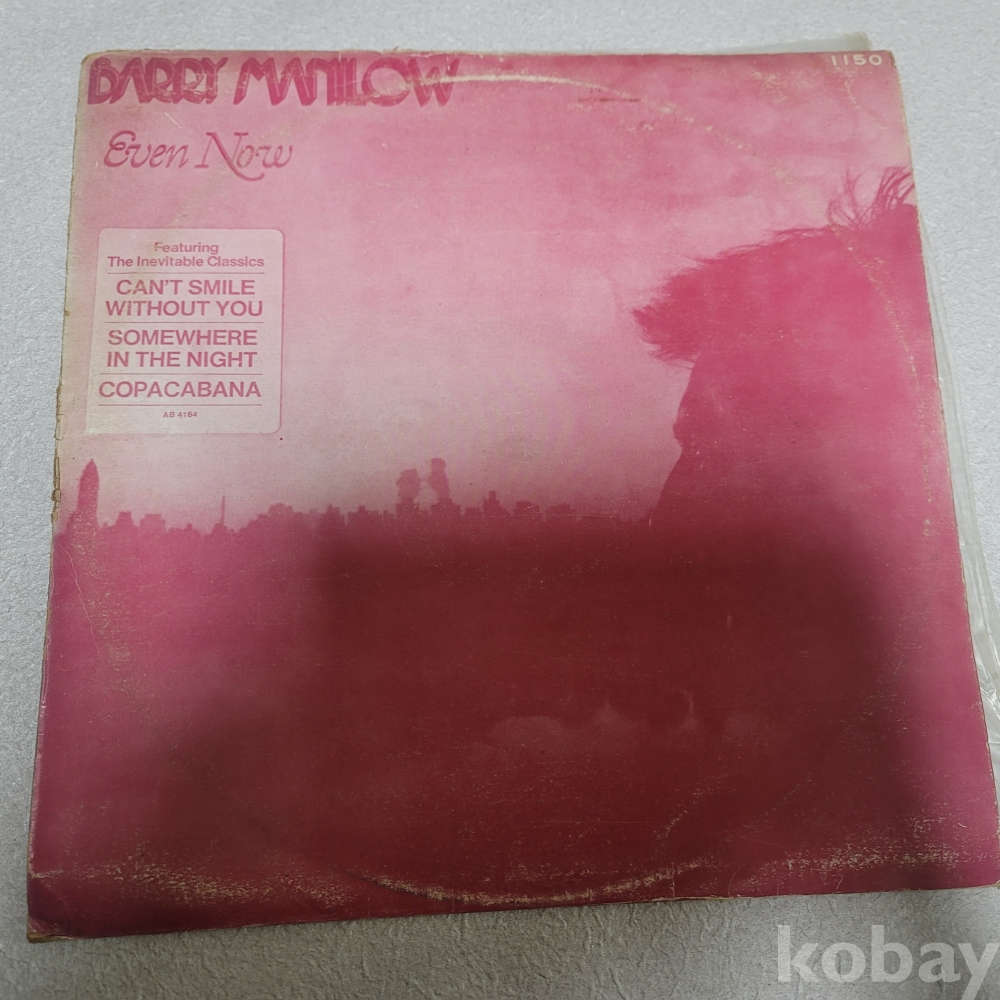 BARRY MANILOW
1150
Even Now
Featuring
The Inevitable Classics
CAN'T SMILE
WITHOUT YOU
SOMEWHERE
IN THE NIGHT
COPACABANA
AB 4164
kobay